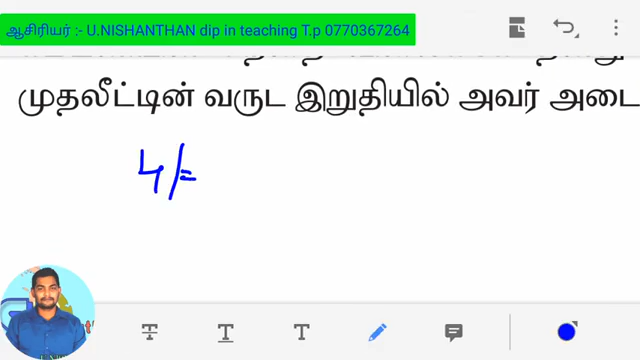 ஆசிரியர் :- U.NISHANTHAN dip in teaching T.p 0770367264
முதலீட்டின் வருட இறுதியில் அவர் அடை
4/=
T T T